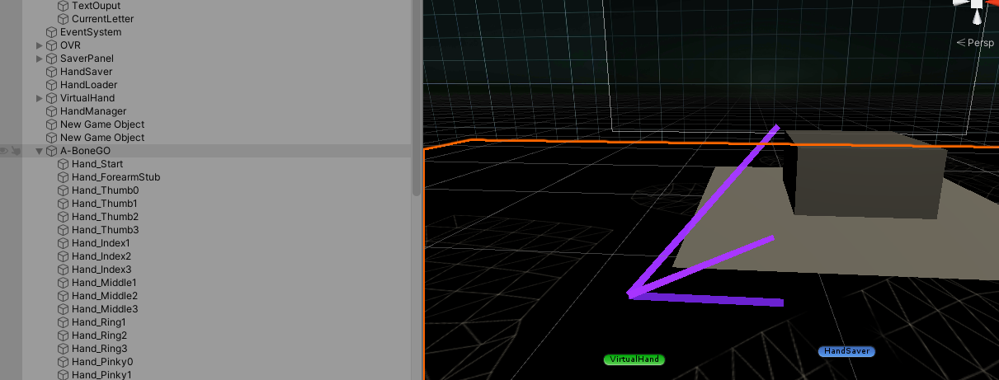 TextOuput
CurrentLetter
EventSystem
OVR
SaverPanel
HandSaver
HandLoader
VirtualHand
HandManager
New Game Object
New Game Object
A-BoneGO
Hand_Start
Hand_ForearmStub
Hand_Thumb0
Hand_Thumb1
Hand_Thumb2
Hand_Thumb3
Hand_Index1
Hand_Index2
Hand_Index3
Hand_Middle1
Hand_Middle2
Hand_Middle3
Hand_Ring1
Hand_Ring2
Hand_Ring3
Hand_Pinky0
Hand_Pinky1
Persp
VirtualHand
HandSaver